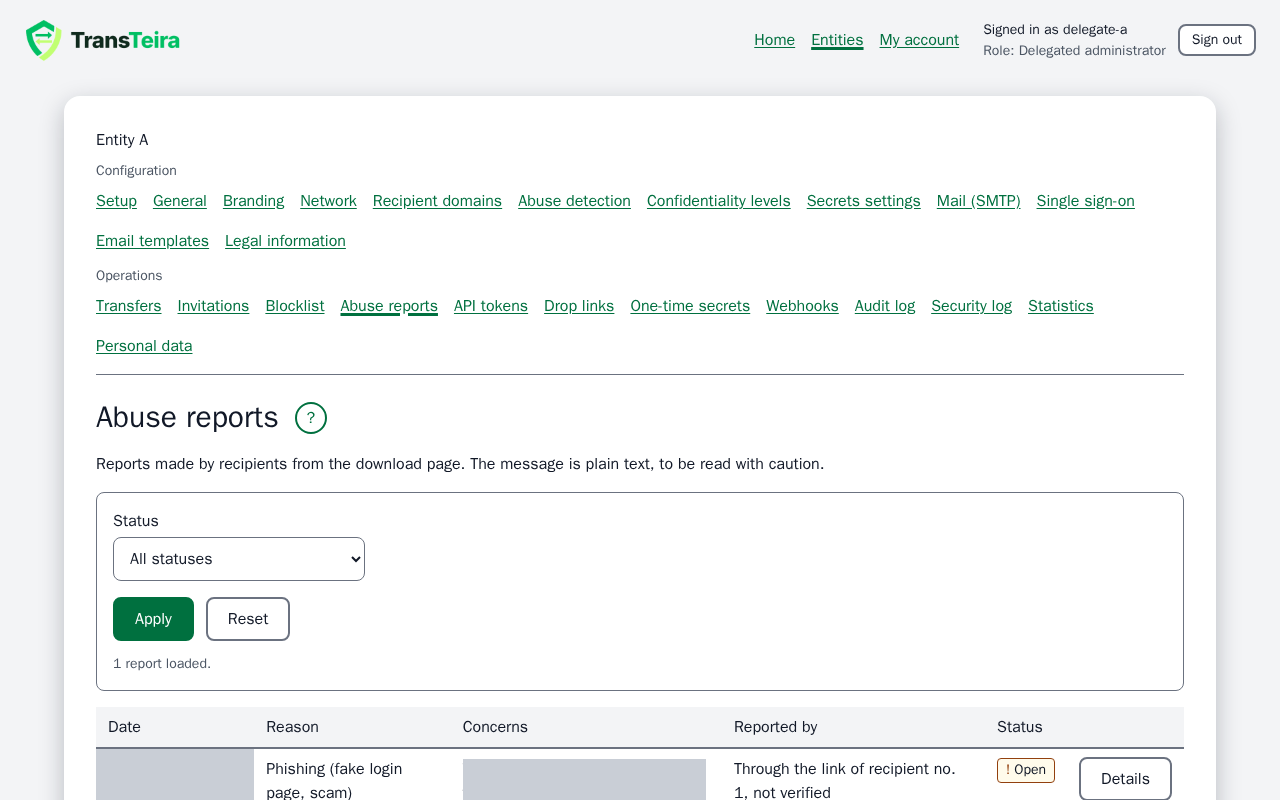 TransTeira
Home Entities My account
Signed in as delegate-a
Role: Delegated administrator
Sign out
Entity A
Configuration
Setup General Branding Network Recipient domains Abuse detection Confidentiality levels Secrets settings Mail (SMTP) Single sign-on
Email templates Legal information
Operations
Transfers Invitations Blocklist Abuse reports API tokens Drop links One-time secrets Webhooks Audit log Security log Statistics
Personal data
Abuse reports ?
Reports made by recipients from the download page. The message is plain text, to be read with caution.
Status
All statuses
Apply Reset
1 report loaded.
Date Reason Concerns Reported by Status
Phishing (fake login
page, scam)
Through the link of recipient no.
1, not verified
! Open
Details